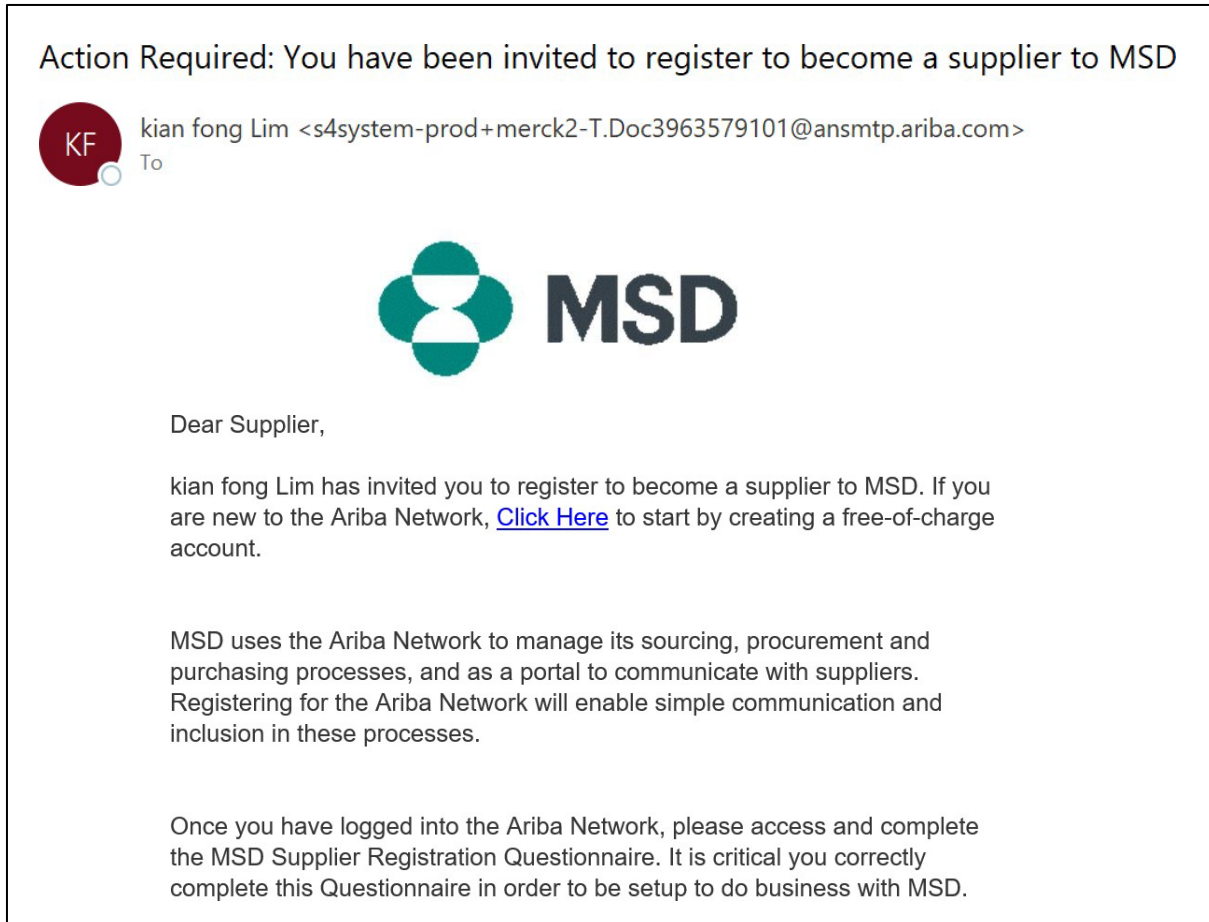 Action Required: You have been invited to register to become a supplier to MSD
KF
kian fong Lim <s4system-prod+merck2-T.Doc3963579101@ansmtp.ariba.com>
To
MSD
Dear Supplier,
kian fong Lim has invited you to register to become a supplier to MSD. If you
are new to the Ariba Network, Click Here to start by creating a free-of-charge
account.
MSD uses the Ariba Network to manage its sourcing, procurement and
purchasing processes, and as a portal to communicate with suppliers.
Registering for the Ariba Network will enable simple communication and
inclusion in these processes.
Once you have logged into the Ariba Network, please access and complete
the MSD Supplier Registration Questionnaire. It is critical you correctly
complete this Questionnaire in order to be setup to do business with MSD.